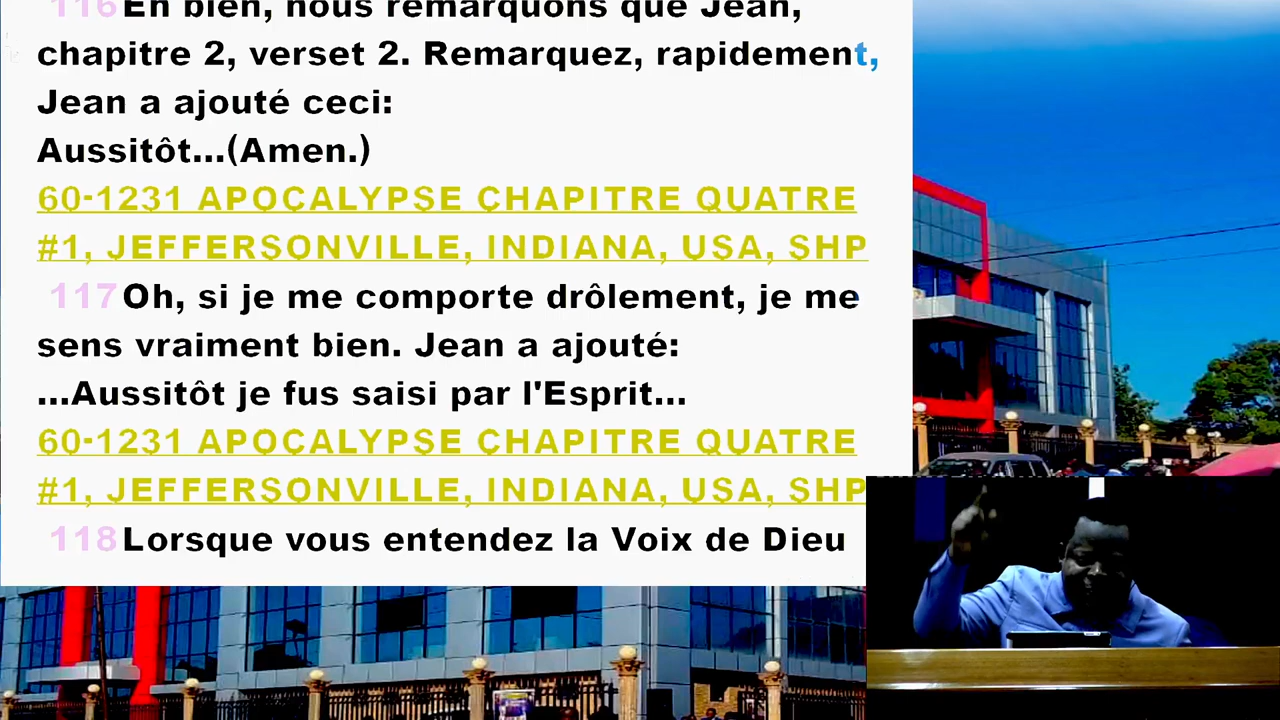 116 Eh bien, nous remarquons que Jean,
chapitre 2, verset 2. Remarquez, rapidement,
Jean a ajouté ceci:
Aussitôt...(Amen.)
60-1231 APOCALYPSE CHAPITRE QUATRE
#1, JEFFERSONVILLE, INDIANA, USA, SHP
117 Oh, si je me comporte drôlement, je me
sens vraiment bien. Jean a ajouté:
...Aussitôt je fus saisi par l'Esprit...
60-1231 APOCALYPSE CHAPITRE QUATRE
#1, JEFFERSONVILLE, INDIANA, USA, SHP
118 Lorsque vous entendez la Voix de Dieu